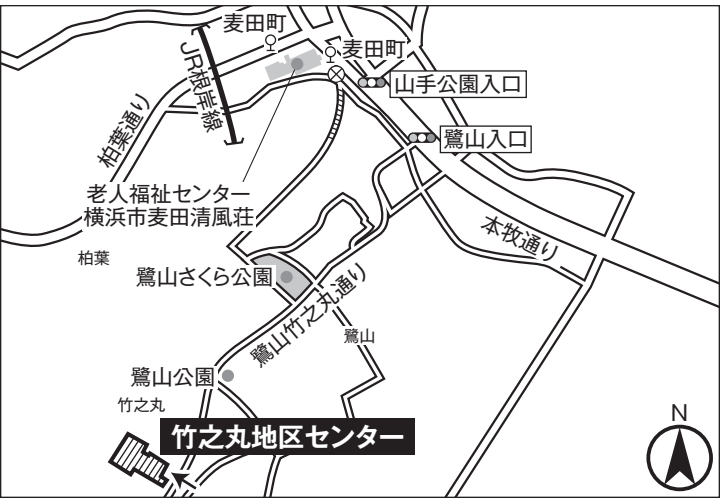 麦田町
麦田町
JR根岸線
山手公園入口
柏葉通り
鷺山入口
老人福祉センター
横浜市麦田清風荘
本牧通り
柏葉
鷺山さくら公園
鷺山竹之丸通り
鷺山
鷺山公園
竹之丸
竹之丸地区センター
N